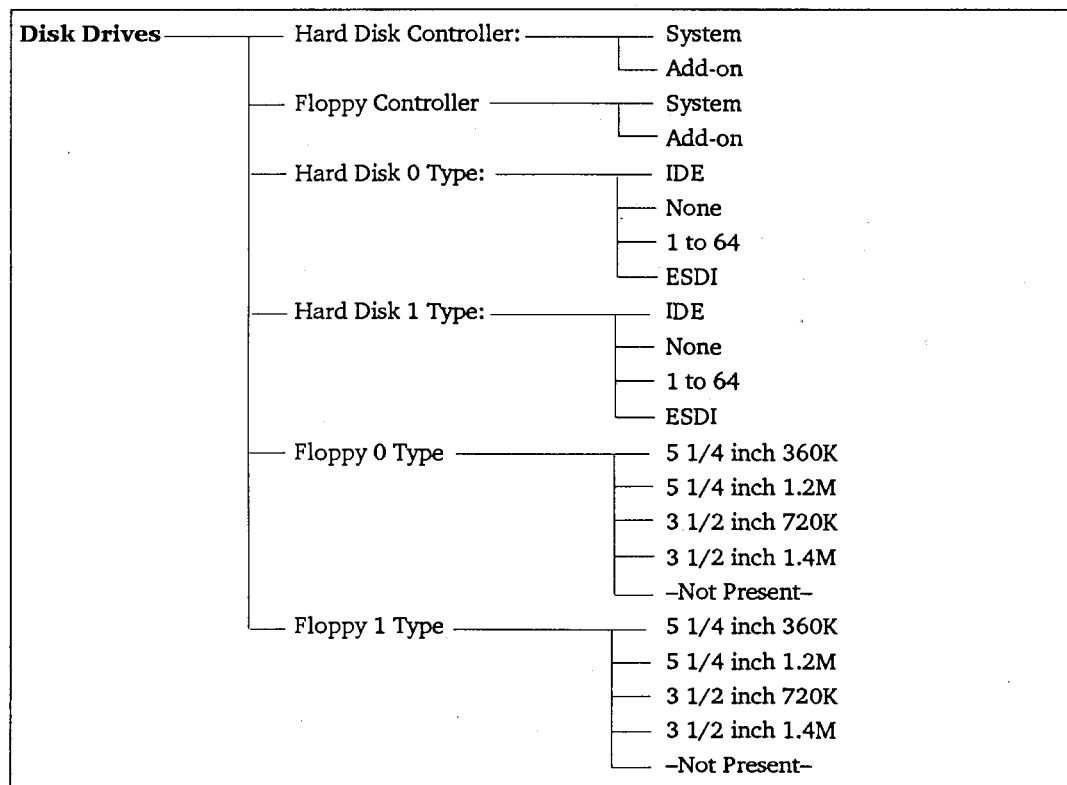 Disk Drives Hard Disk Controller: System
Add-on
Floppy Controller System
Add-on
Hard Disk 0 Type: IDE
None
1 to 64
ESDI
Hard Disk 1 Type: IDE
None
1 to 64
ESDI
Floppy 0 Type 5 1/4 inch 360K
5 1/4 inch 1.2M
3 1/2 inch 720K
3 1/2 inch 1.4M
–Not Present–
Floppy 1 Type 5 1/4 inch 360K
5 1/4 inch 1.2M
3 1/2 inch 720K
3 1/2 inch 1.4M
–Not Present–